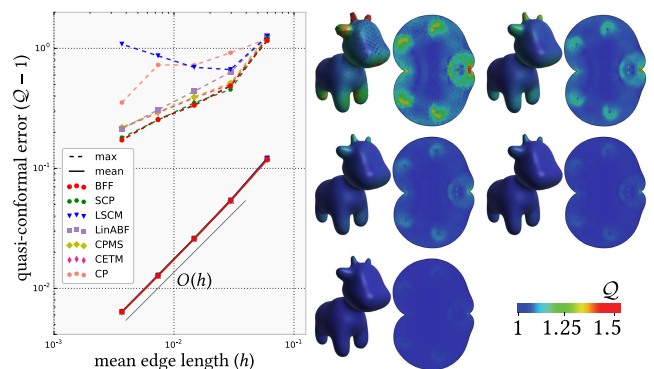 10⁰
10⁻¹
10⁻²
quasi-conformal error (𝒬 − 1)
max
mean
BFF
SCP
LSCM
LinABF
CPMS
CETM
CP
O(h)
10⁻³ 10⁻² 10⁻¹
mean edge length (h)
𝒬
1 1.25 1.5